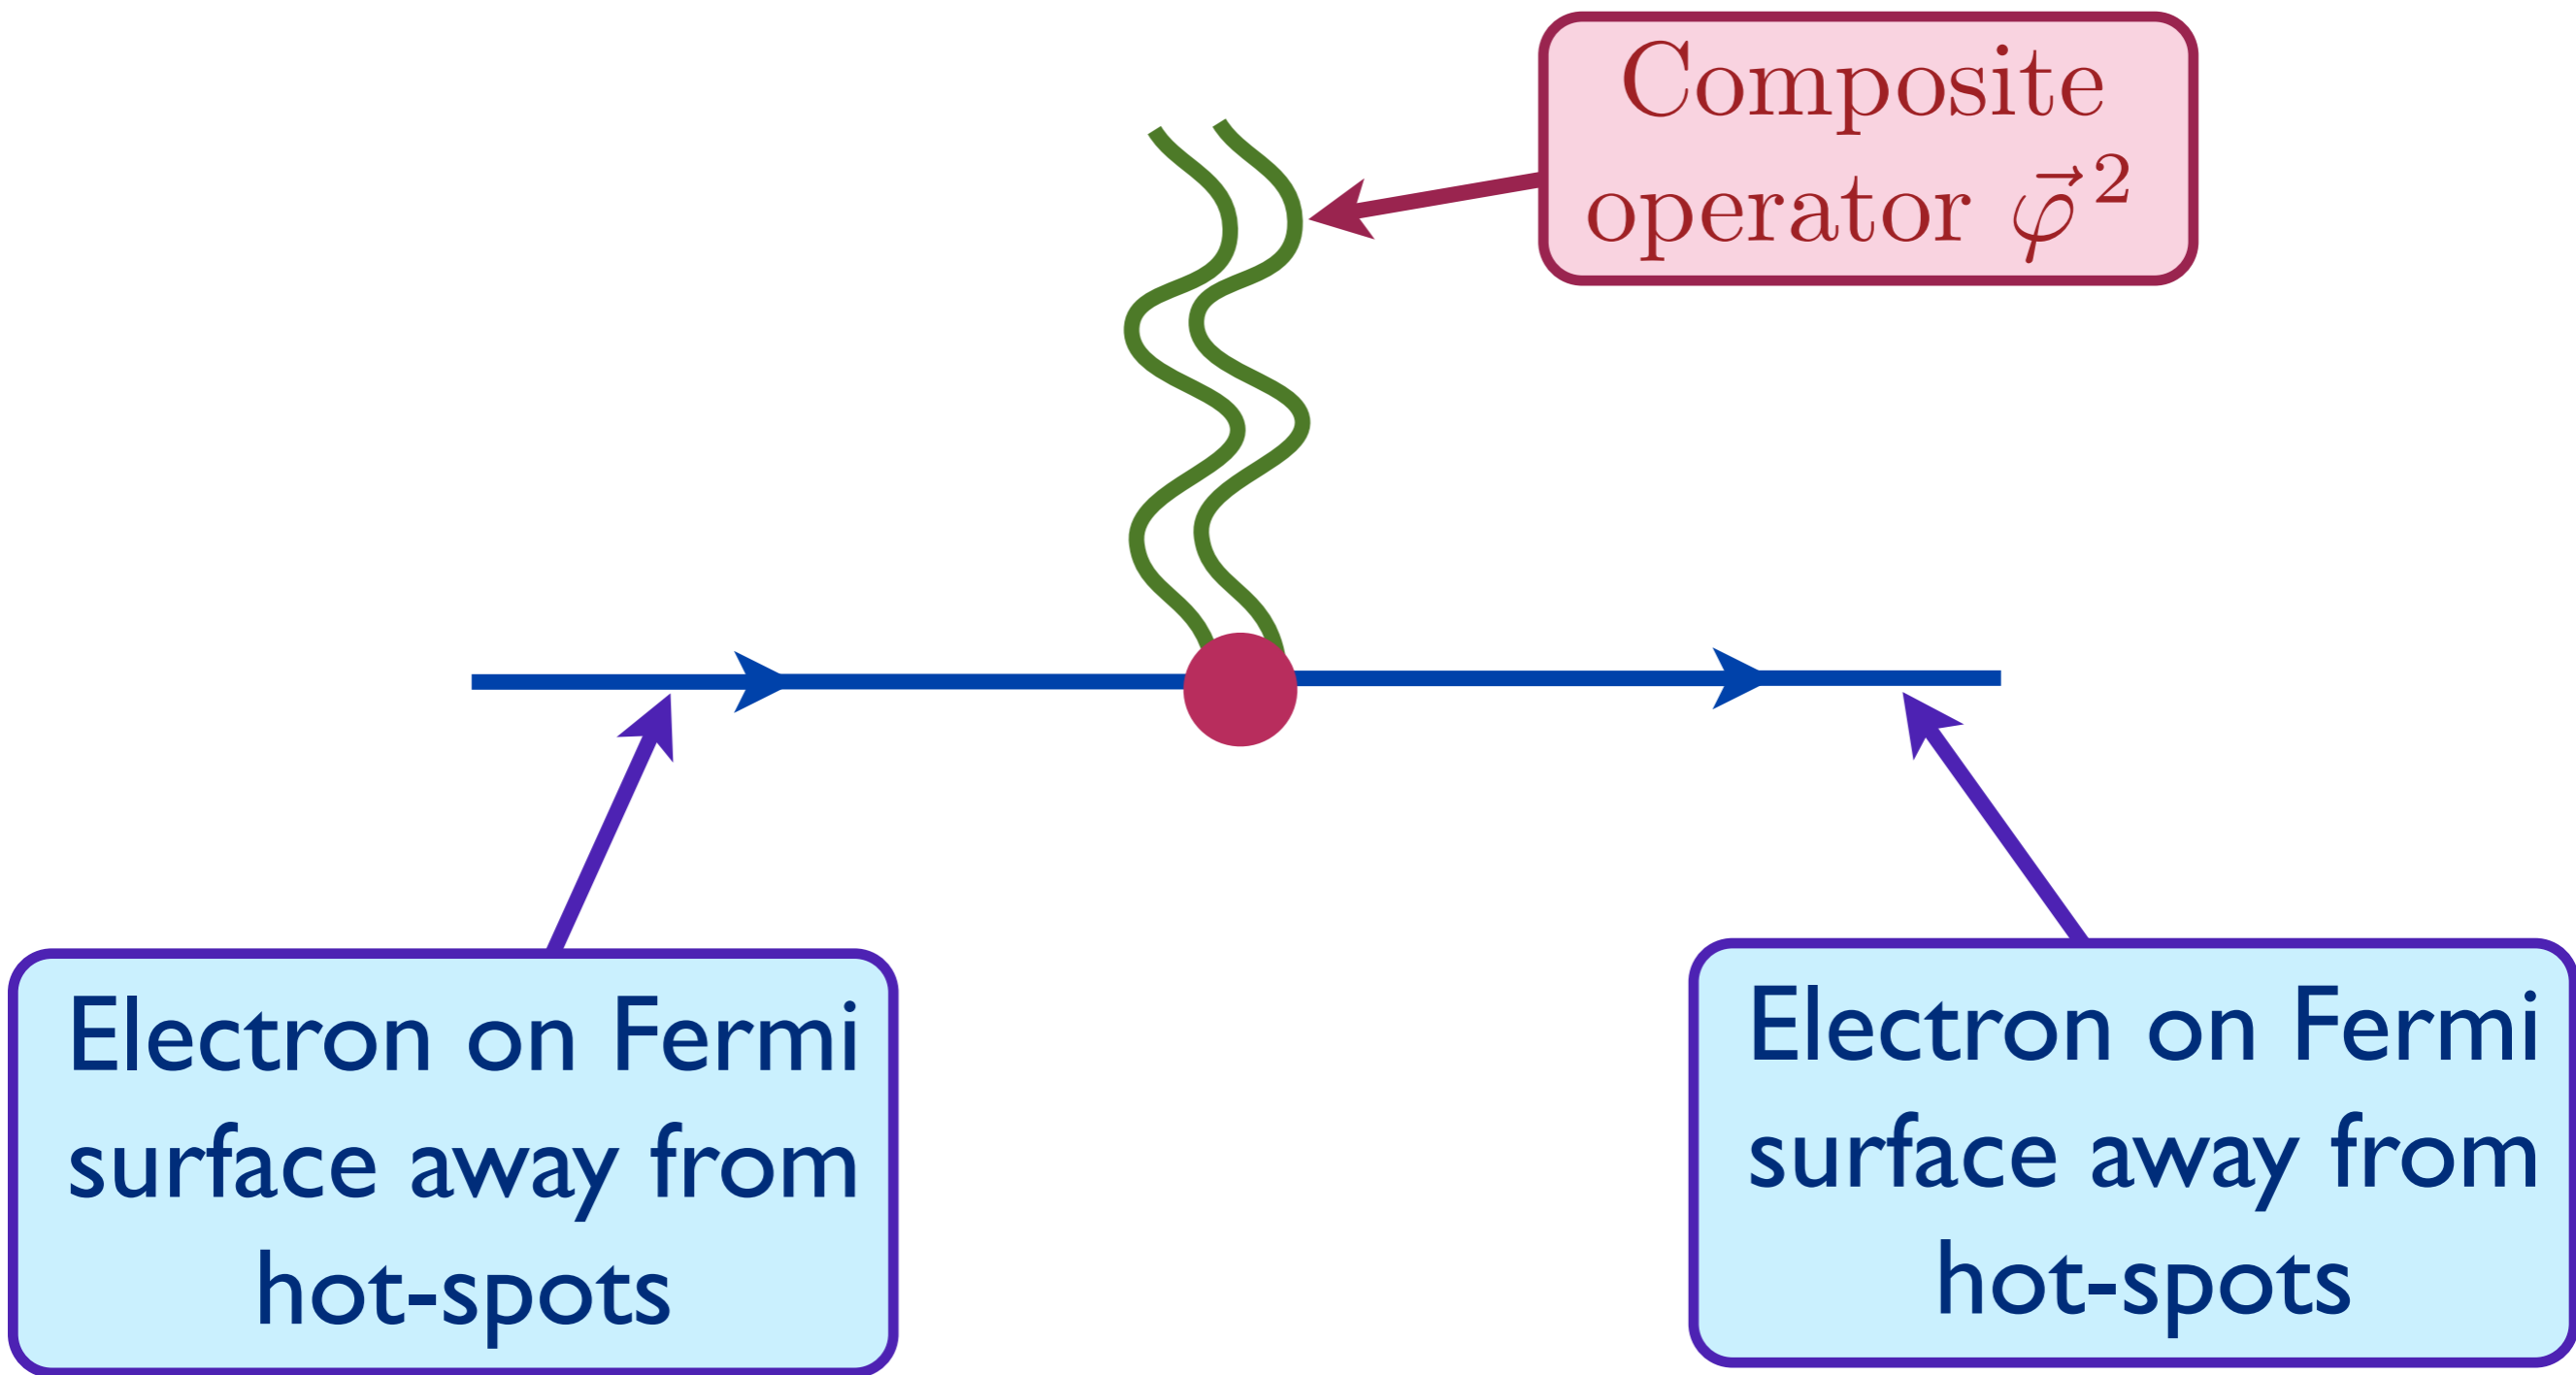 Composite
operator $\vec{\varphi}^{\,2}$
Electron on Fermi
surface away from
hot-spots
Electron on Fermi
surface away from
hot-spots